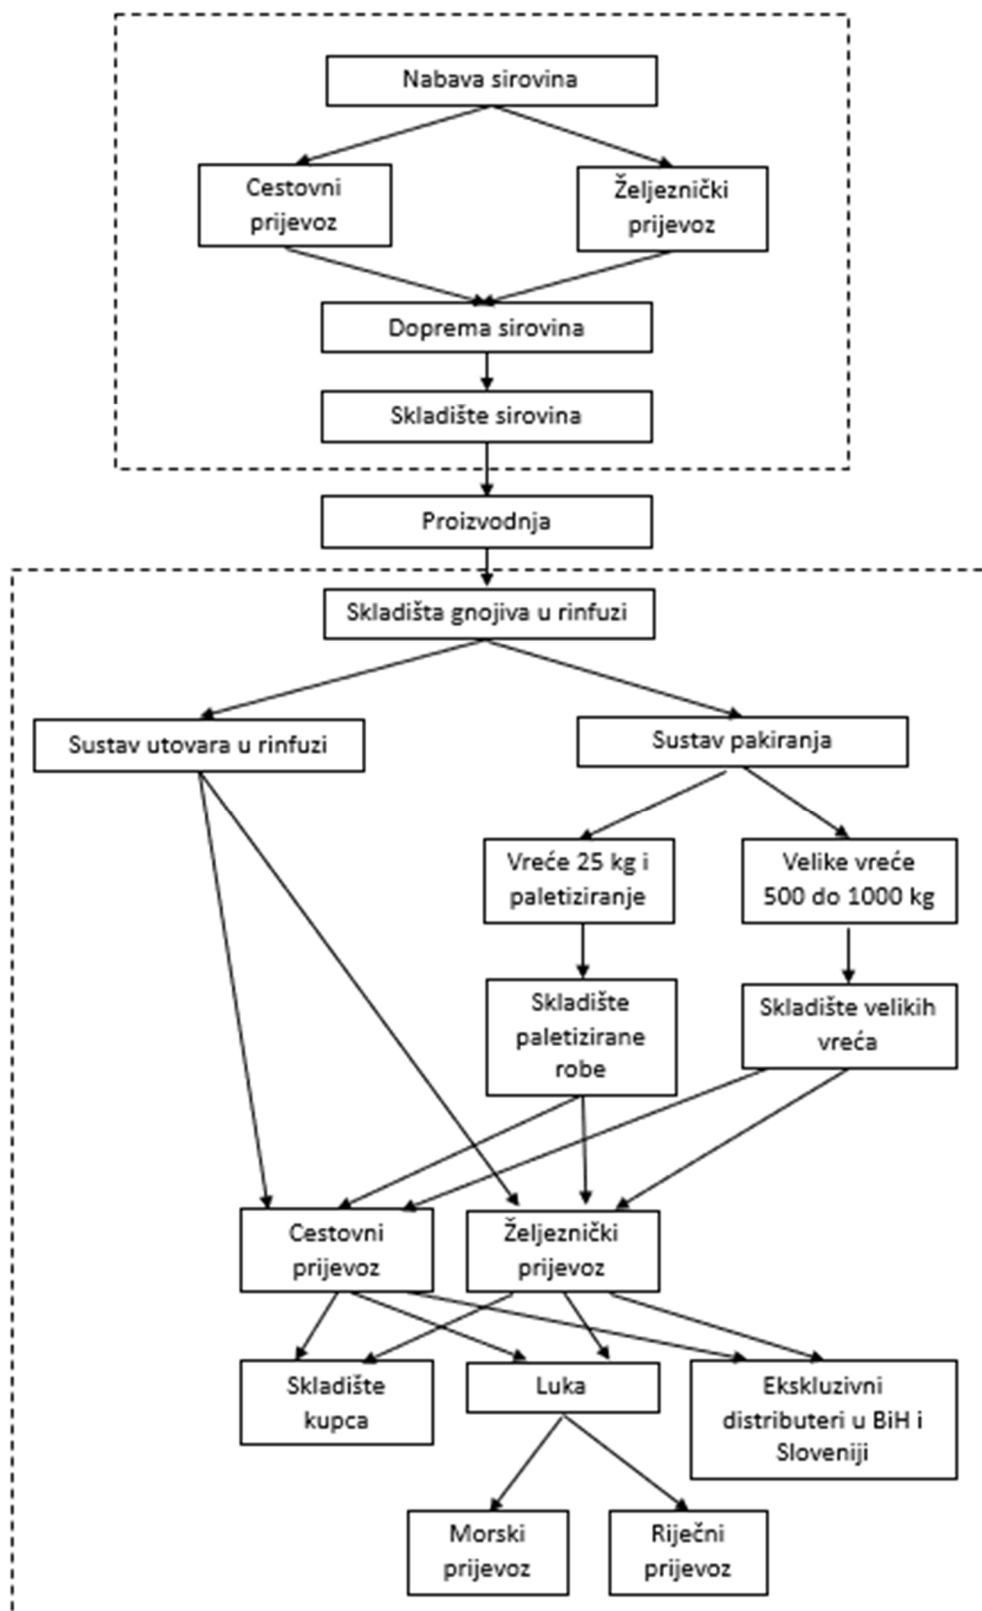 Nabava sirovina
Cestovni
prijevoz
Željeznički
prijevoz
Doprema sirovina
Skladište sirovina
Proizvodnja
Skladišta gnojiva u rinfuzi
Sustav utovara u rinfuzi
Sustav pakiranja
Vreće 25 kg i
paletiziranje
Velike vreće
500 do 1000 kg
Skladište
paletizirane
robe
Skladište velikih
vreća
Cestovni
prijevoz
Željeznički
prijevoz
Skladište
kupca
Luka
Ekskluzivni
distributeri u BiH i
Sloveniji
Morski
prijevoz
Riječni
prijevoz